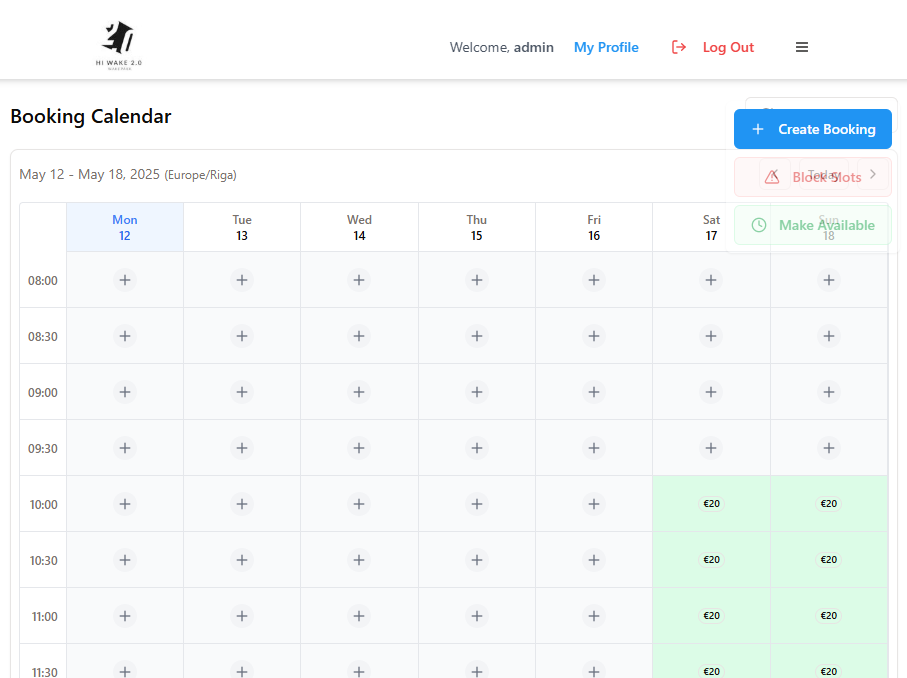 HI WAKE 2.0
Welcome, admin My Profile Log Out
Booking Calendar
Create Booking
May 12 - May 18, 2025 (Europe/Riga)
Today
Block Slots
Make Available
Mon Tue Wed Thu Fri Sat Sun
12 13 14 15 16 17 18
08:00
08:30
09:00
09:30
10:00 €20 €20
10:30 €20 €20
11:00 €20 €20
11:30 €20 €20